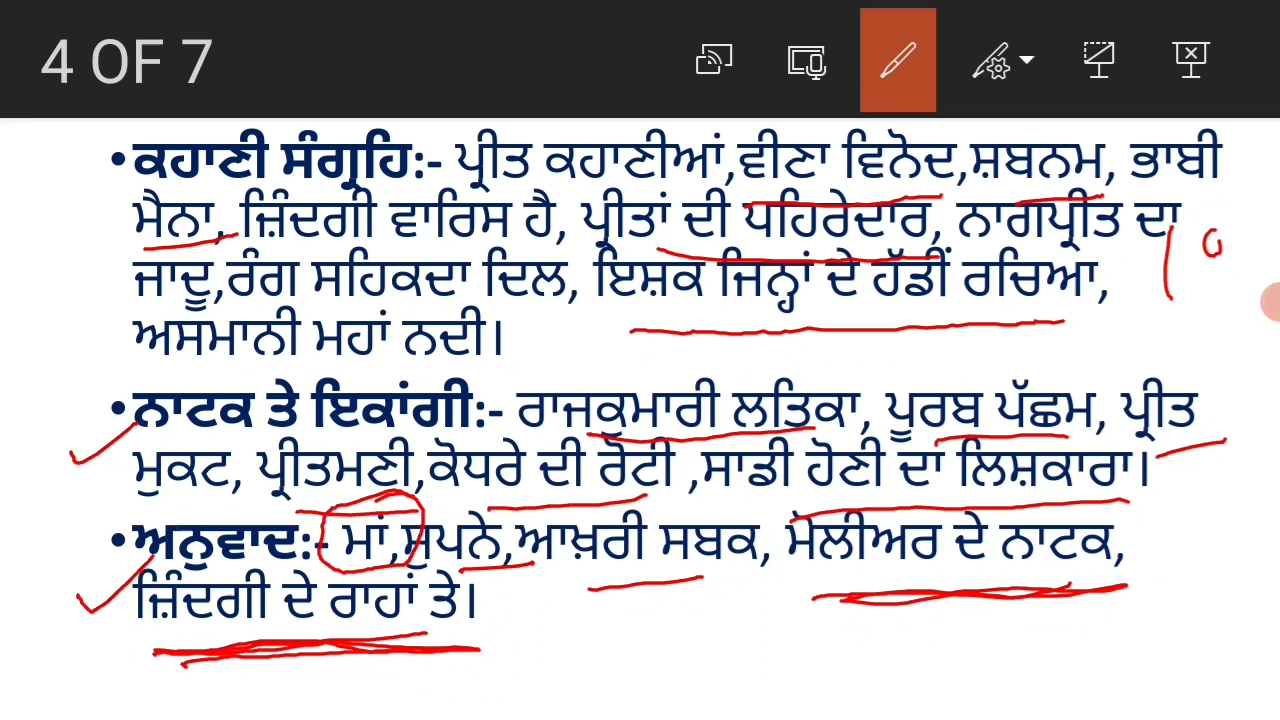 4 OF 7
•ਕਹਾਣੀ ਸੰਗ੍ਰਹਿ:- ਪ੍ਰੀਤ ਕਹਾਣੀਆਂ,ਵੀਣਾ ਵਿਨੋਦ,ਸ਼ਬਨਮ, ਭਾਬੀ
ਮੈਨਾ, ਜ਼ਿੰਦਗੀ ਵਾਰਿਸ ਹੈ, ਪ੍ਰੀਤਾਂ ਦੀ ਪਹਿਰੇਦਾਰ, ਨਾਗਪ੍ਰੀਤ ਦਾ
ਜਾਦੂ,ਰੰਗ ਸਹਿਕਦਾ ਦਿਲ, ਇਸ਼ਕ ਜਿਨ੍ਹਾਂ ਦੇ ਹੱਡੀਂ ਰਚਿਆ,
ਅਸਮਾਨੀ ਮਹਾਂ ਨਦੀ।
•ਨਾਟਕ ਤੇ ਇਕਾਂਗੀ:- ਰਾਜਕੁਮਾਰੀ ਲਤਿਕਾ, ਪੂਰਬ ਪੱਛਮ, ਪ੍ਰੀਤ
ਮੁਕਟ, ਪ੍ਰੀਤਮਣੀ,ਕੋਧਰੇ ਦੀ ਰੋਟੀ ,ਸਾਡੀ ਹੋਣੀ ਦਾ ਲਿਸ਼ਕਾਰਾ।
•ਅਨੁਵਾਦ:- ਮਾਂ,ਸੁਪਨੇ,ਆਖ਼ਰੀ ਸਬਕ, ਮੋਲੀਅਰ ਦੇ ਨਾਟਕ,
ਜ਼ਿੰਦਗੀ ਦੇ ਰਾਹਾਂ ਤੇ।